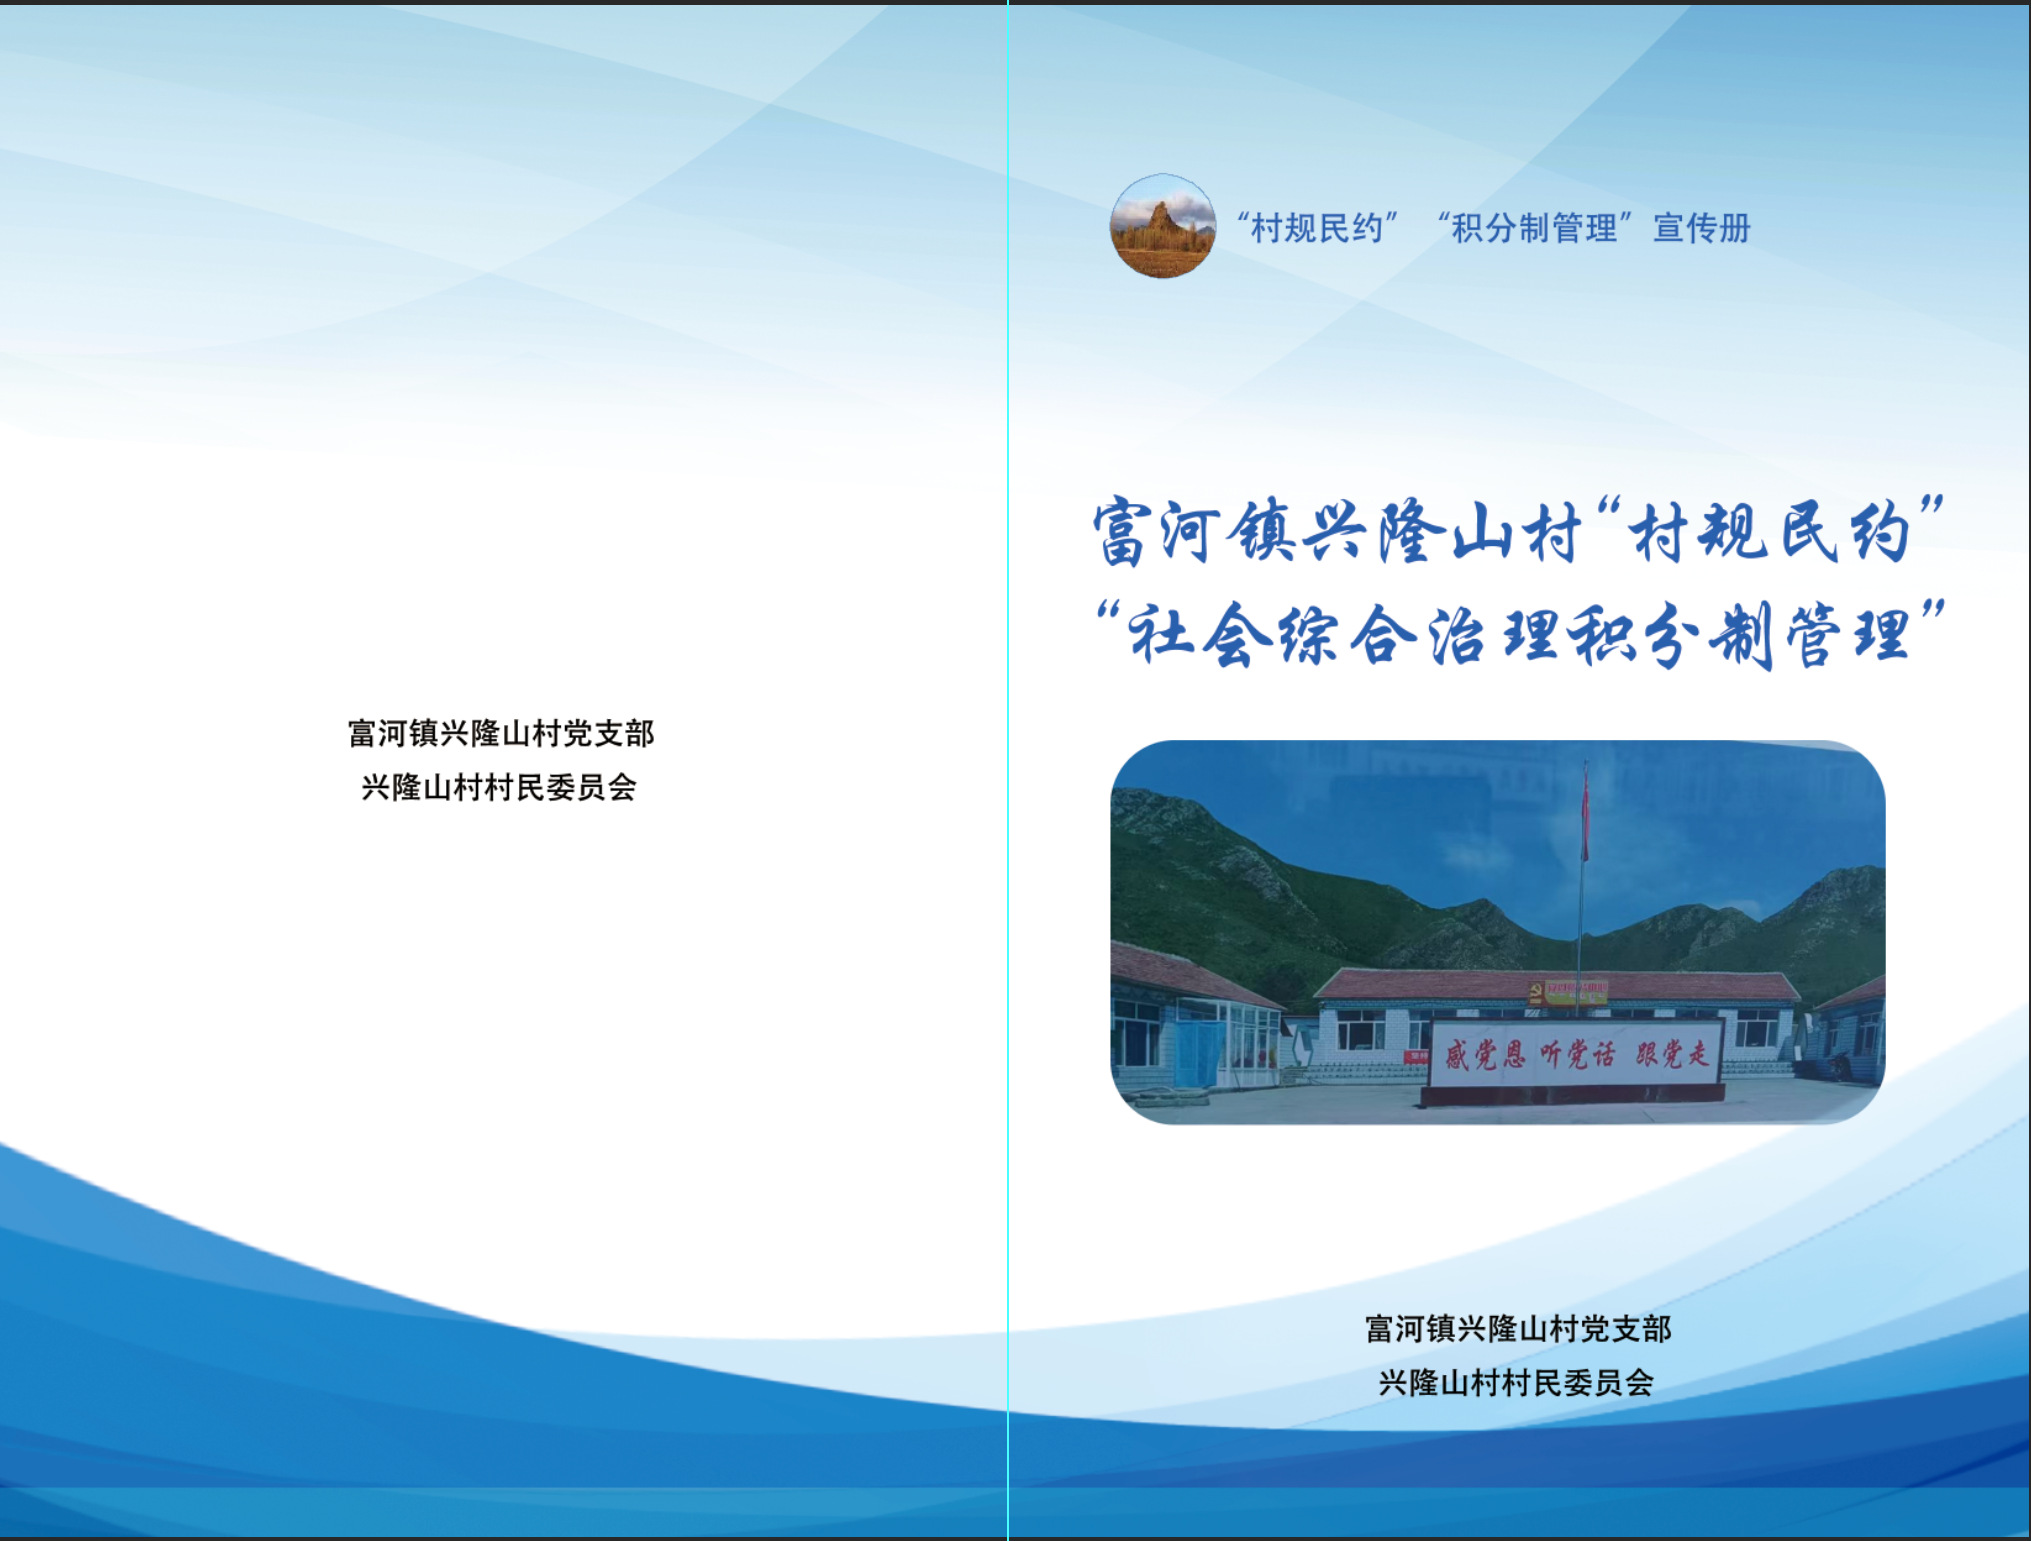 富河镇兴隆山村党支部
兴隆山村村民委员会
“村规民约” “积分制管理”宣传册
富河镇兴隆山村“村规民约”
“社会综合治理积分制管理”
感党恩 听党话 跟党走
富河镇兴隆山村党支部
兴隆山村村民委员会